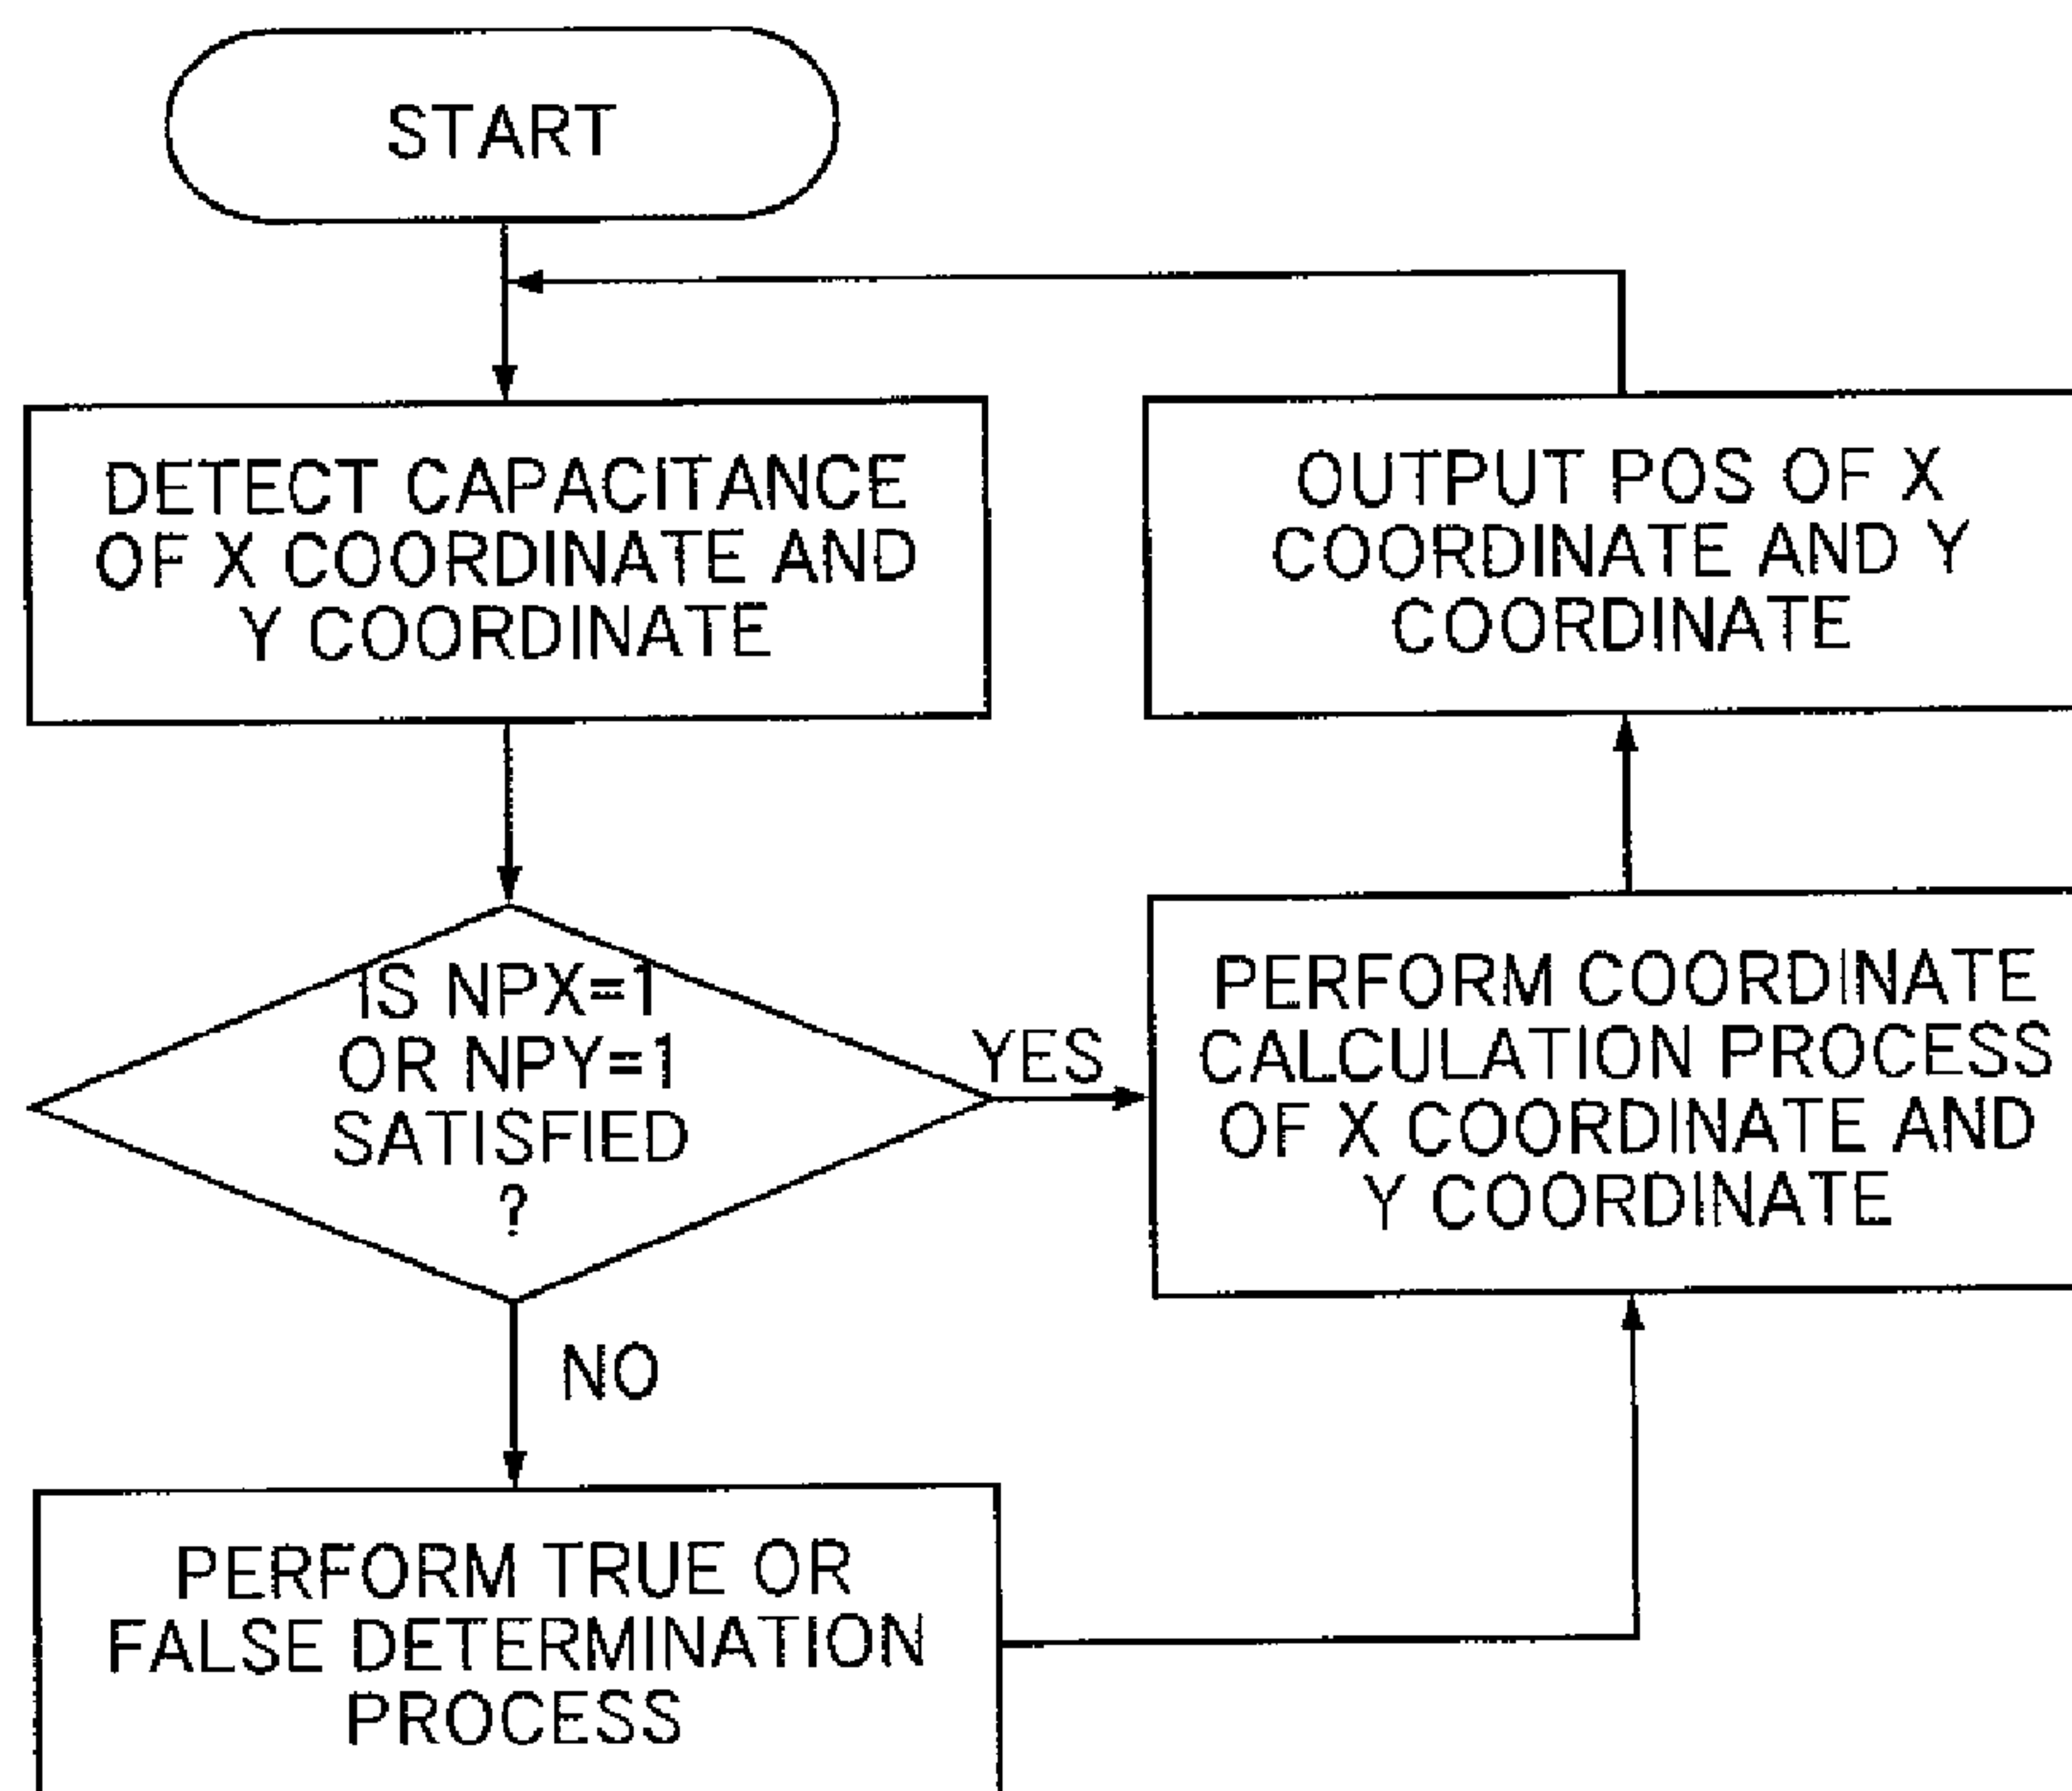 START
DETECT CAPACITANCE
OF X COORDINATE AND
Y COORDINATE
OUTPUT POS OF X
COORDINATE AND Y
COORDINATE
IS NPX=1
OR NPY=1
SATISFIED
?
YES
PERFORM COORDINATE
CALCULATION PROCESS
OF X COORDINATE AND
Y COORDINATE
NO
PERFORM TRUE OR
FALSE DETERMINATION
PROCESS